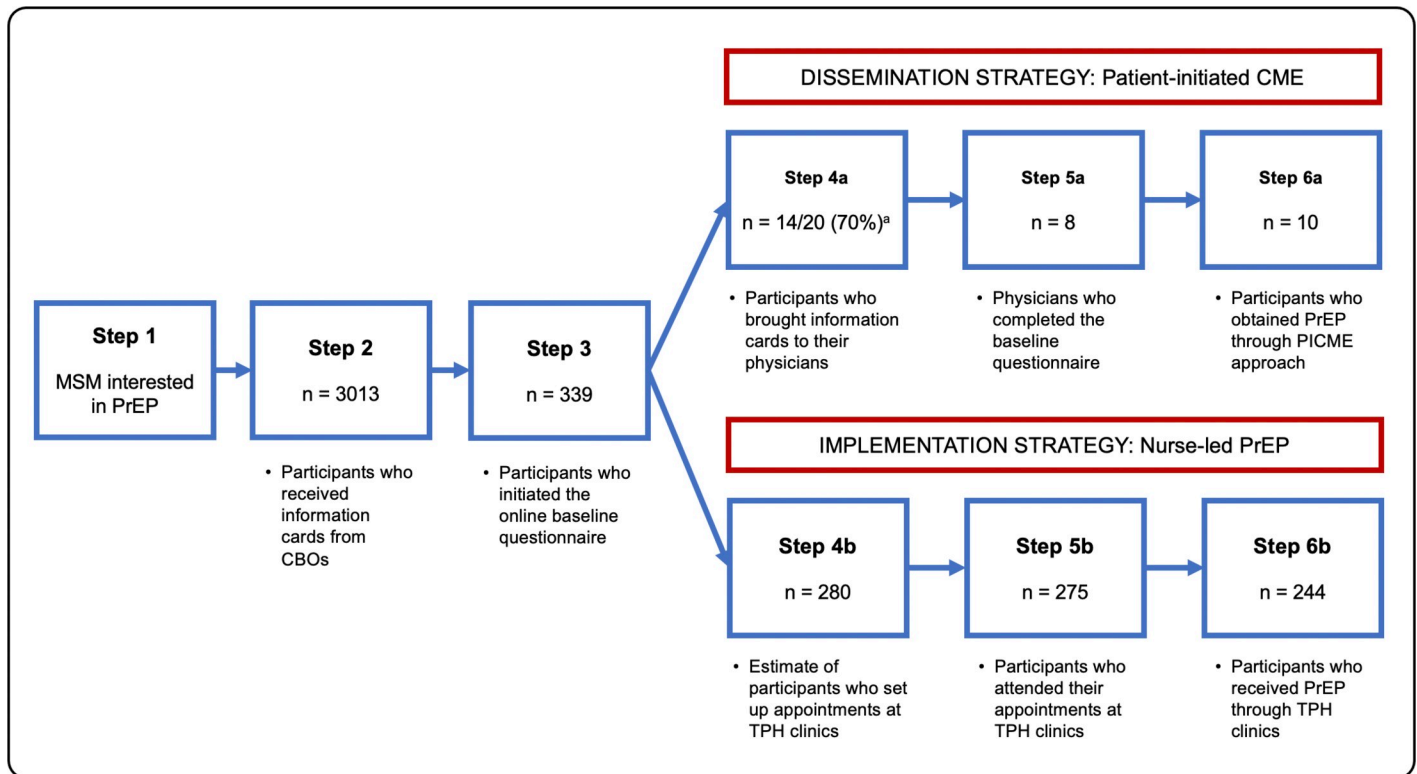 DISSEMINATION STRATEGY: Patient-initiated CME
Step 4a
n = 14/20 (70%)ᵃ
• Participants who
brought information
cards to their
physicians
Step 5a
n = 8
• Physicians who
completed the
baseline
questionnaire
Step 6a
n = 10
• Participants who
obtained PrEP
through PICME
approach
Step 1
MSM interested
in PrEP
Step 2
n = 3013
• Participants who
received
information
cards from
CBOs
Step 3
n = 339
• Participants who
initiated the
online baseline
questionnaire
IMPLEMENTATION STRATEGY: Nurse-led PrEP
Step 4b
n = 280
• Estimate of
participants who set
up appointments at
TPH clinics
Step 5b
n = 275
• Participants who
attended their
appointments at
TPH clinics
Step 6b
n = 244
• Participants who
received PrEP
through TPH
clinics